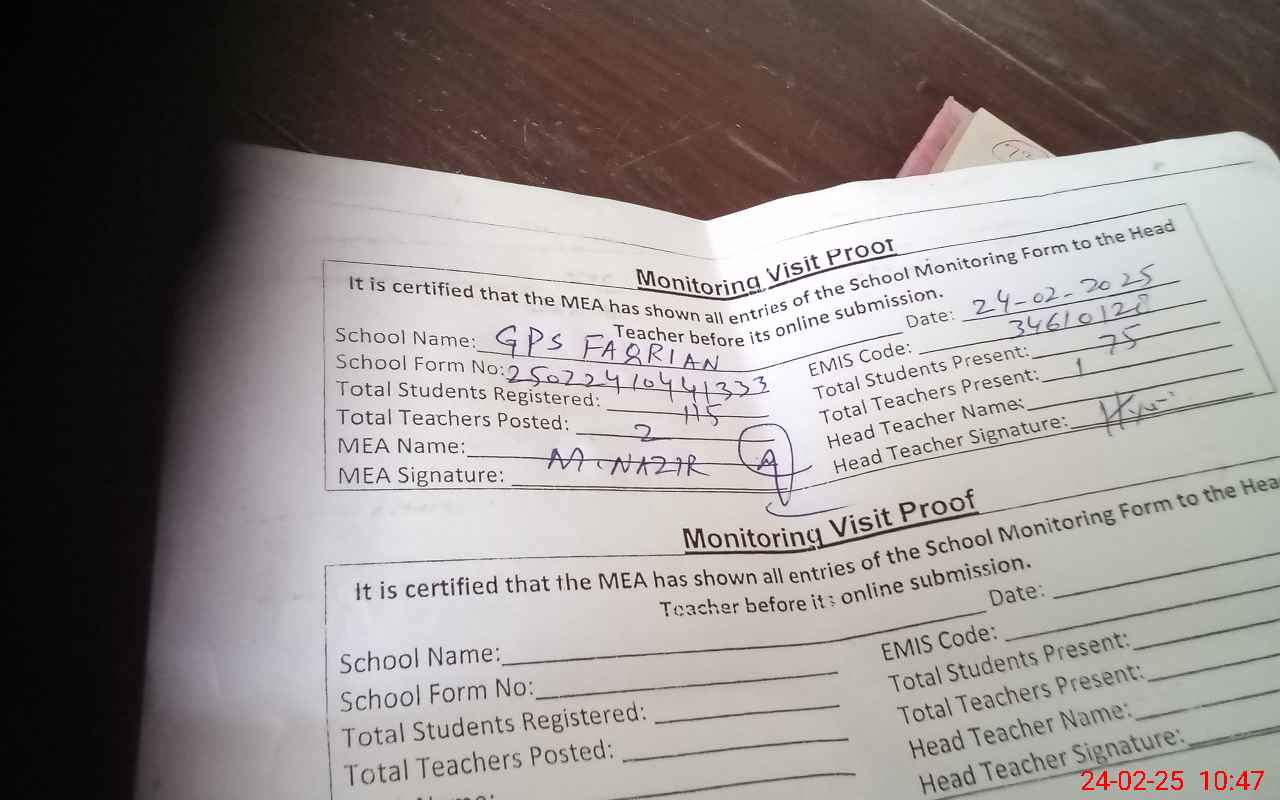 Monitoring Visit Proof
It is certified that the MEA has shown all entries of the School Monitoring Form to the Head
Teacher before its online submission.
School Name: GPS FAQRIAN Date: 24-02-2025
School Form No: 25022410441333 EMIS Code: 34610128
Total Students Registered: 115 Total Students Present: 75
Total Teachers Posted: 2 Total Teachers Present: 1
MEA Name: M. NAZIR Head Teacher Name:
MEA Signature: Head Teacher Signature:
Monitoring Visit Proof
It is certified that the MEA has shown all entries of the School Monitoring Form to the Hea
Teacher before its online submission.
School Name: Date:
School Form No: EMIS Code:
Total Students Registered: Total Students Present:
Total Teachers Posted: Total Teachers Present:
Name: Head Teacher Name:
Head Teacher Signature:
24-02-25 10:47